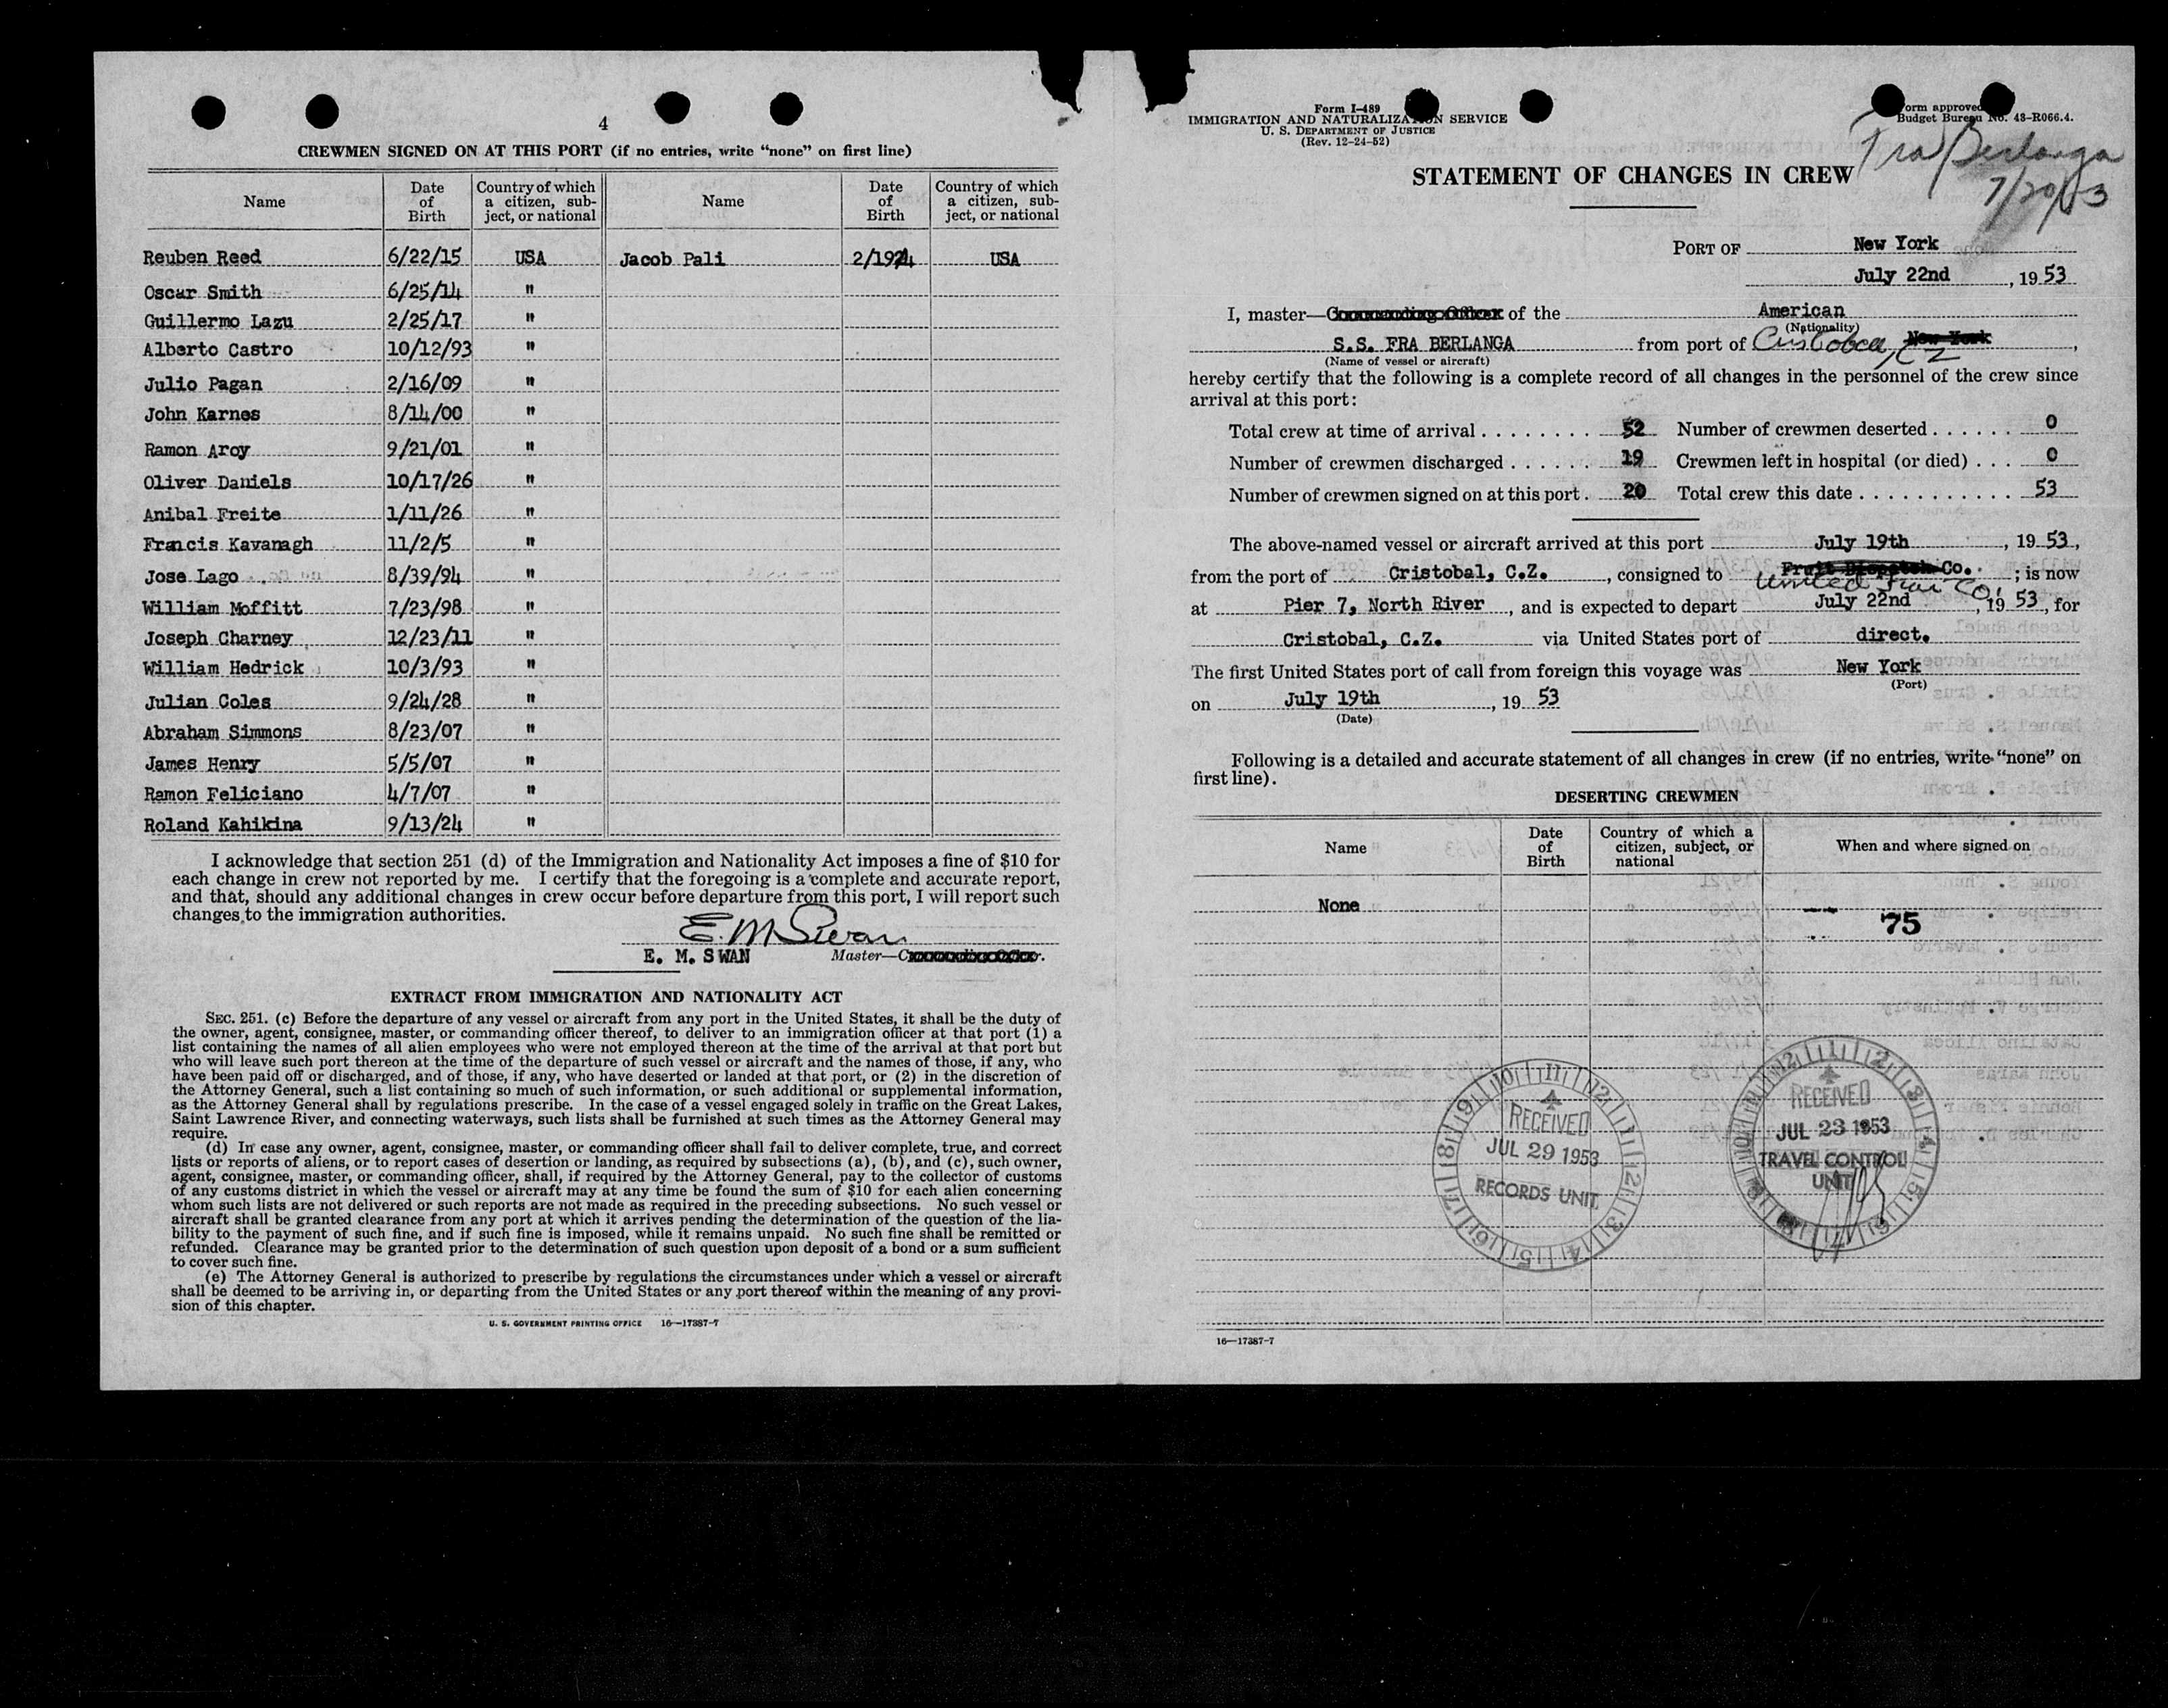 4
CREWMEN SIGNED ON AT THIS PORT (if no entries, write “none” on first line)
Name Date of Birth Country of which a citizen, subject, or national Name Date of Birth Country of which a citizen, subject, or national
Reuben Reed 6/22/15 USA Jacob Pali 2/1924 USA
Oscar Smith 6/25/14 "
Guillermo Lazu 2/25/17 "
Alberto Castro 10/12/93 "
Julio Pagan 2/16/09 "
John Karnes 8/14/00 "
Ramon Aroy 9/21/01 "
Oliver Daniels 10/17/26 "
Anibal Freite 1/11/26 "
Francis Kavanagh 11/2/5 "
Jose Lago 8/39/94 "
William Moffitt 7/23/98 "
Joseph Charney 12/23/11 "
William Hedrick 10/3/93 "
Julian Coles 9/24/28 "
Abraham Simmons 8/23/07 "
James Henry 5/5/07 "
Ramon Feliciano 4/7/07 "
Roland Kahikina 9/13/24 "
I acknowledge that section 251 (d) of the Immigration and Nationality Act imposes a fine of $10 for
each change in crew not reported by me. I certify that the foregoing is a complete and accurate report,
and that, should any additional changes in crew occur before departure from this port, I will report such
changes to the immigration authorities.
E. M. Swan
E. M. SWAN Master—
EXTRACT FROM IMMIGRATION AND NATIONALITY ACT
SEC. 251. (c) Before the departure of any vessel or aircraft from any port in the United States, it shall be the duty of
the owner, agent, consignee, master, or commanding officer thereof, to deliver to an immigration officer at that port (1) a
list containing the names of all alien employees who were not employed thereon at the time of the arrival at that port but
who will leave such port thereon at the time of the departure of such vessel or aircraft and the names of those, if any, who
have been paid off or discharged, and of those, if any, who have deserted or landed at that port, or (2) in the discretion of
the Attorney General, such a list containing so much of such information, or such additional or supplemental information,
as the Attorney General shall by regulations prescribe. In the case of a vessel engaged solely in traffic on the Great Lakes,
Saint Lawrence River, and connecting waterways, such lists shall be furnished at such times as the Attorney General may
require.
(d) In case any owner, agent, consignee, master, or commanding officer shall fail to deliver complete, true, and correct
lists or reports of aliens, or to report cases of desertion or landing, as required by subsections (a), (b), and (c), such owner,
agent, consignee, master, or commanding officer, shall, if required by the Attorney General, pay to the collector of customs
of any customs district in which the vessel or aircraft may at any time be found the sum of $10 for each alien concerning
whom such lists are not delivered or such reports are not made as required in the preceding subsections. No such vessel or
aircraft shall be granted clearance from any port at which it arrives pending the determination of the question of the lia-
bility to the payment of such fine, and if such fine is imposed, while it remains unpaid. No such fine shall be remitted or
refunded. Clearance may be granted prior to the determination of such question upon deposit of a bond or a sum sufficient
to cover such fine.
(e) The Attorney General is authorized to prescribe by regulations the circumstances under which a vessel or aircraft
shall be deemed to be arriving in, or departing from the United States or any port thereof within the meaning of any provi-
sion of this chapter.
U. S. GOVERNMENT PRINTING OFFICE 16—17387-7
Form I-489
IMMIGRATION AND NATURALIZATION SERVICE
U. S. DEPARTMENT OF JUSTICE
(Rev. 12-24-52)
Form approved
Budget Bureau No. 43-R066.4.
Fra Berlanga
STATEMENT OF CHANGES IN CREW
PORT OF New York
July 22nd, 1953
I, master— of the American
(Nationality)
S.S. FRA BERLANGA from port of Cristobal, CZ New York,
(Name of vessel or aircraft)
hereby certify that the following is a complete record of all changes in the personnel of the crew since
arrival at this port:
Total crew at time of arrival 52 Number of crewmen deserted 0
Number of crewmen discharged 19 Crewmen left in hospital (or died) 0
Number of crewmen signed on at this port 20 Total crew this date 53
The above-named vessel or aircraft arrived at this port July 19th, 1953,
from the port of Cristobal, C.Z., consigned to Fruit Dispatch Co. United Fruit Co.; is now
at Pier 7, North River, and is expected to depart July 22nd, 1953, for
Cristobal, C.Z. via United States port of direct.
The first United States port of call from foreign this voyage was New York
(Port)
on July 19th, 1953
(Date)
Following is a detailed and accurate statement of all changes in crew (if no entries, write “none” on
first line).
DESERTING CREWMEN
Name Date of Birth Country of which a citizen, subject, or national When and where signed on
None
75
RECEIVED
JUL 29 1953
RECORDS UNIT
RECEIVED
JUL 23 1953
TRAVEL CONTROL
UNIT
16—17387-7